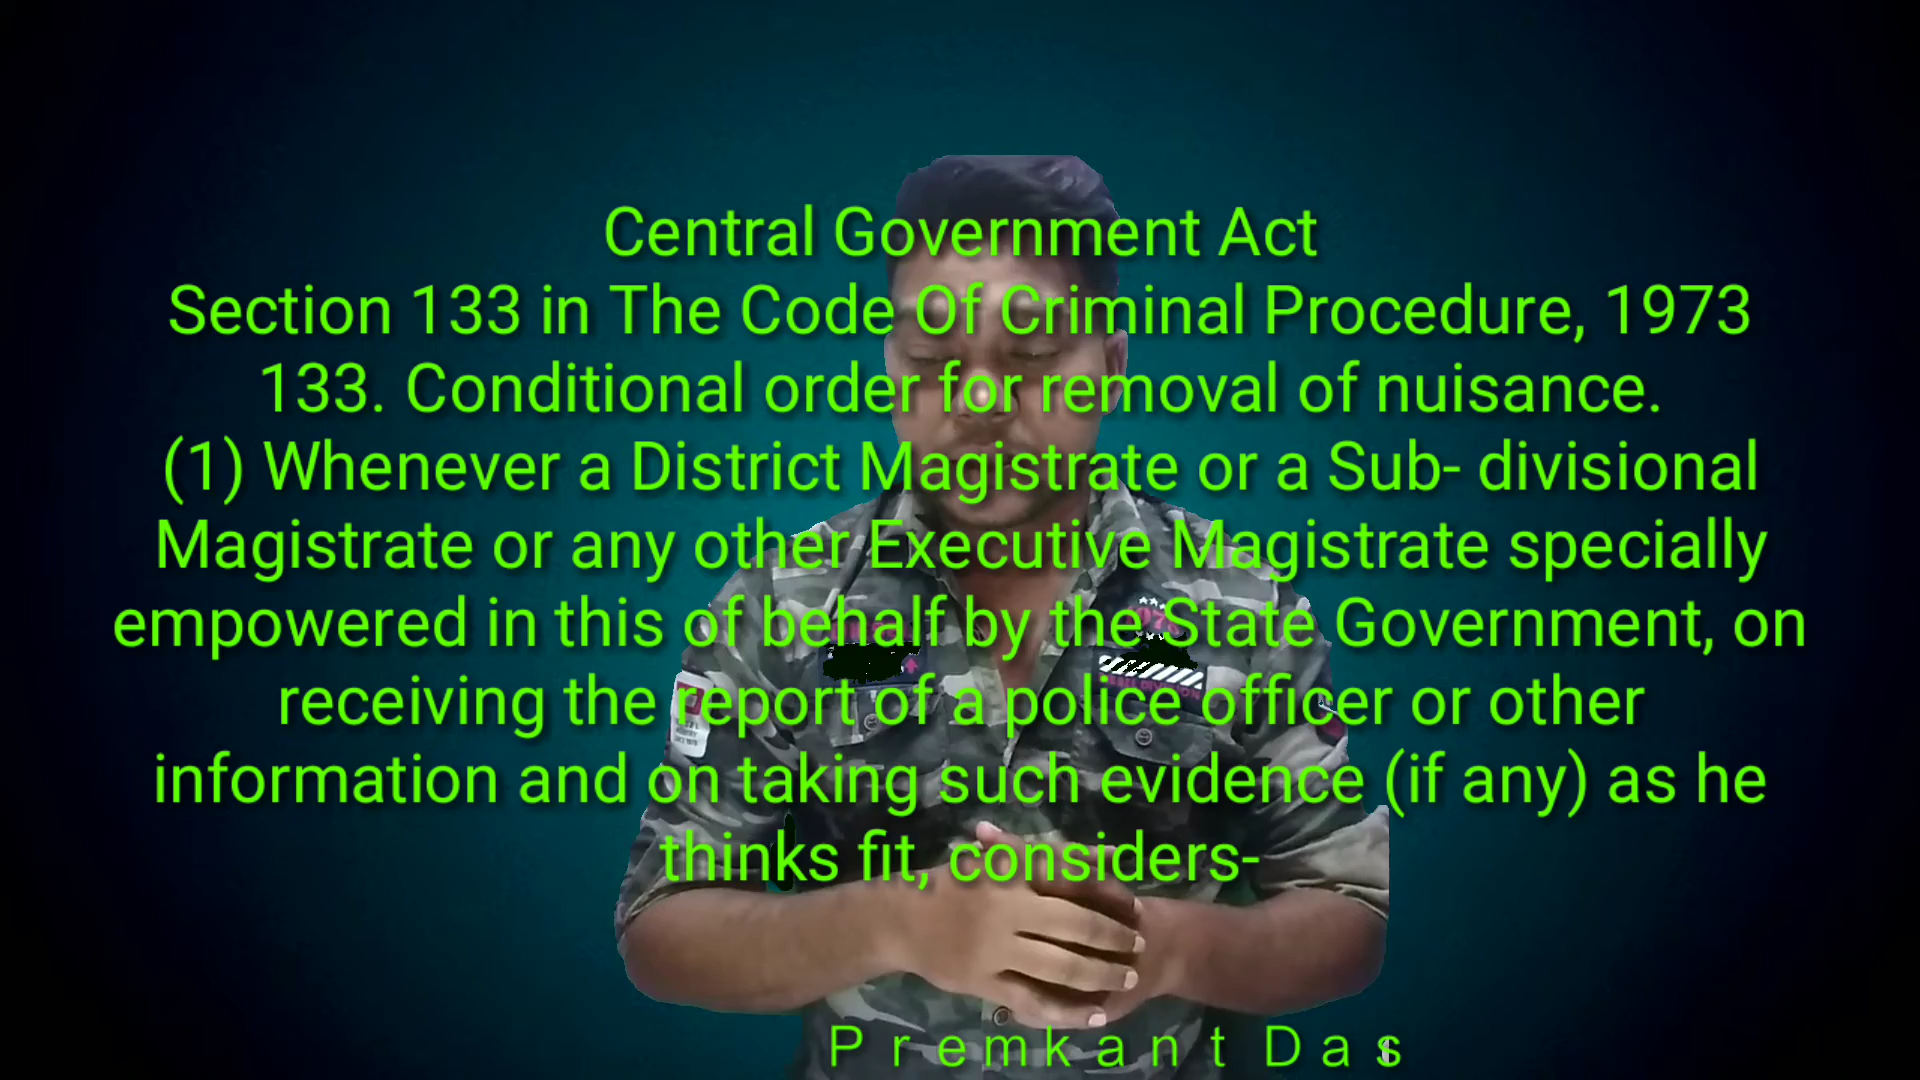 Central Government Act
Section 133 in The Code Of Criminal Procedure, 1973
133. Conditional order for removal of nuisance.
(1) Whenever a District Magistrate or a Sub- divisional
Magistrate or any other Executive Magistrate specially
empowered in this of behalf by the State Government, on
receiving the report of a police officer or other
information and on taking such evidence (if any) as he
thinks fit, considers-
Premkant Das